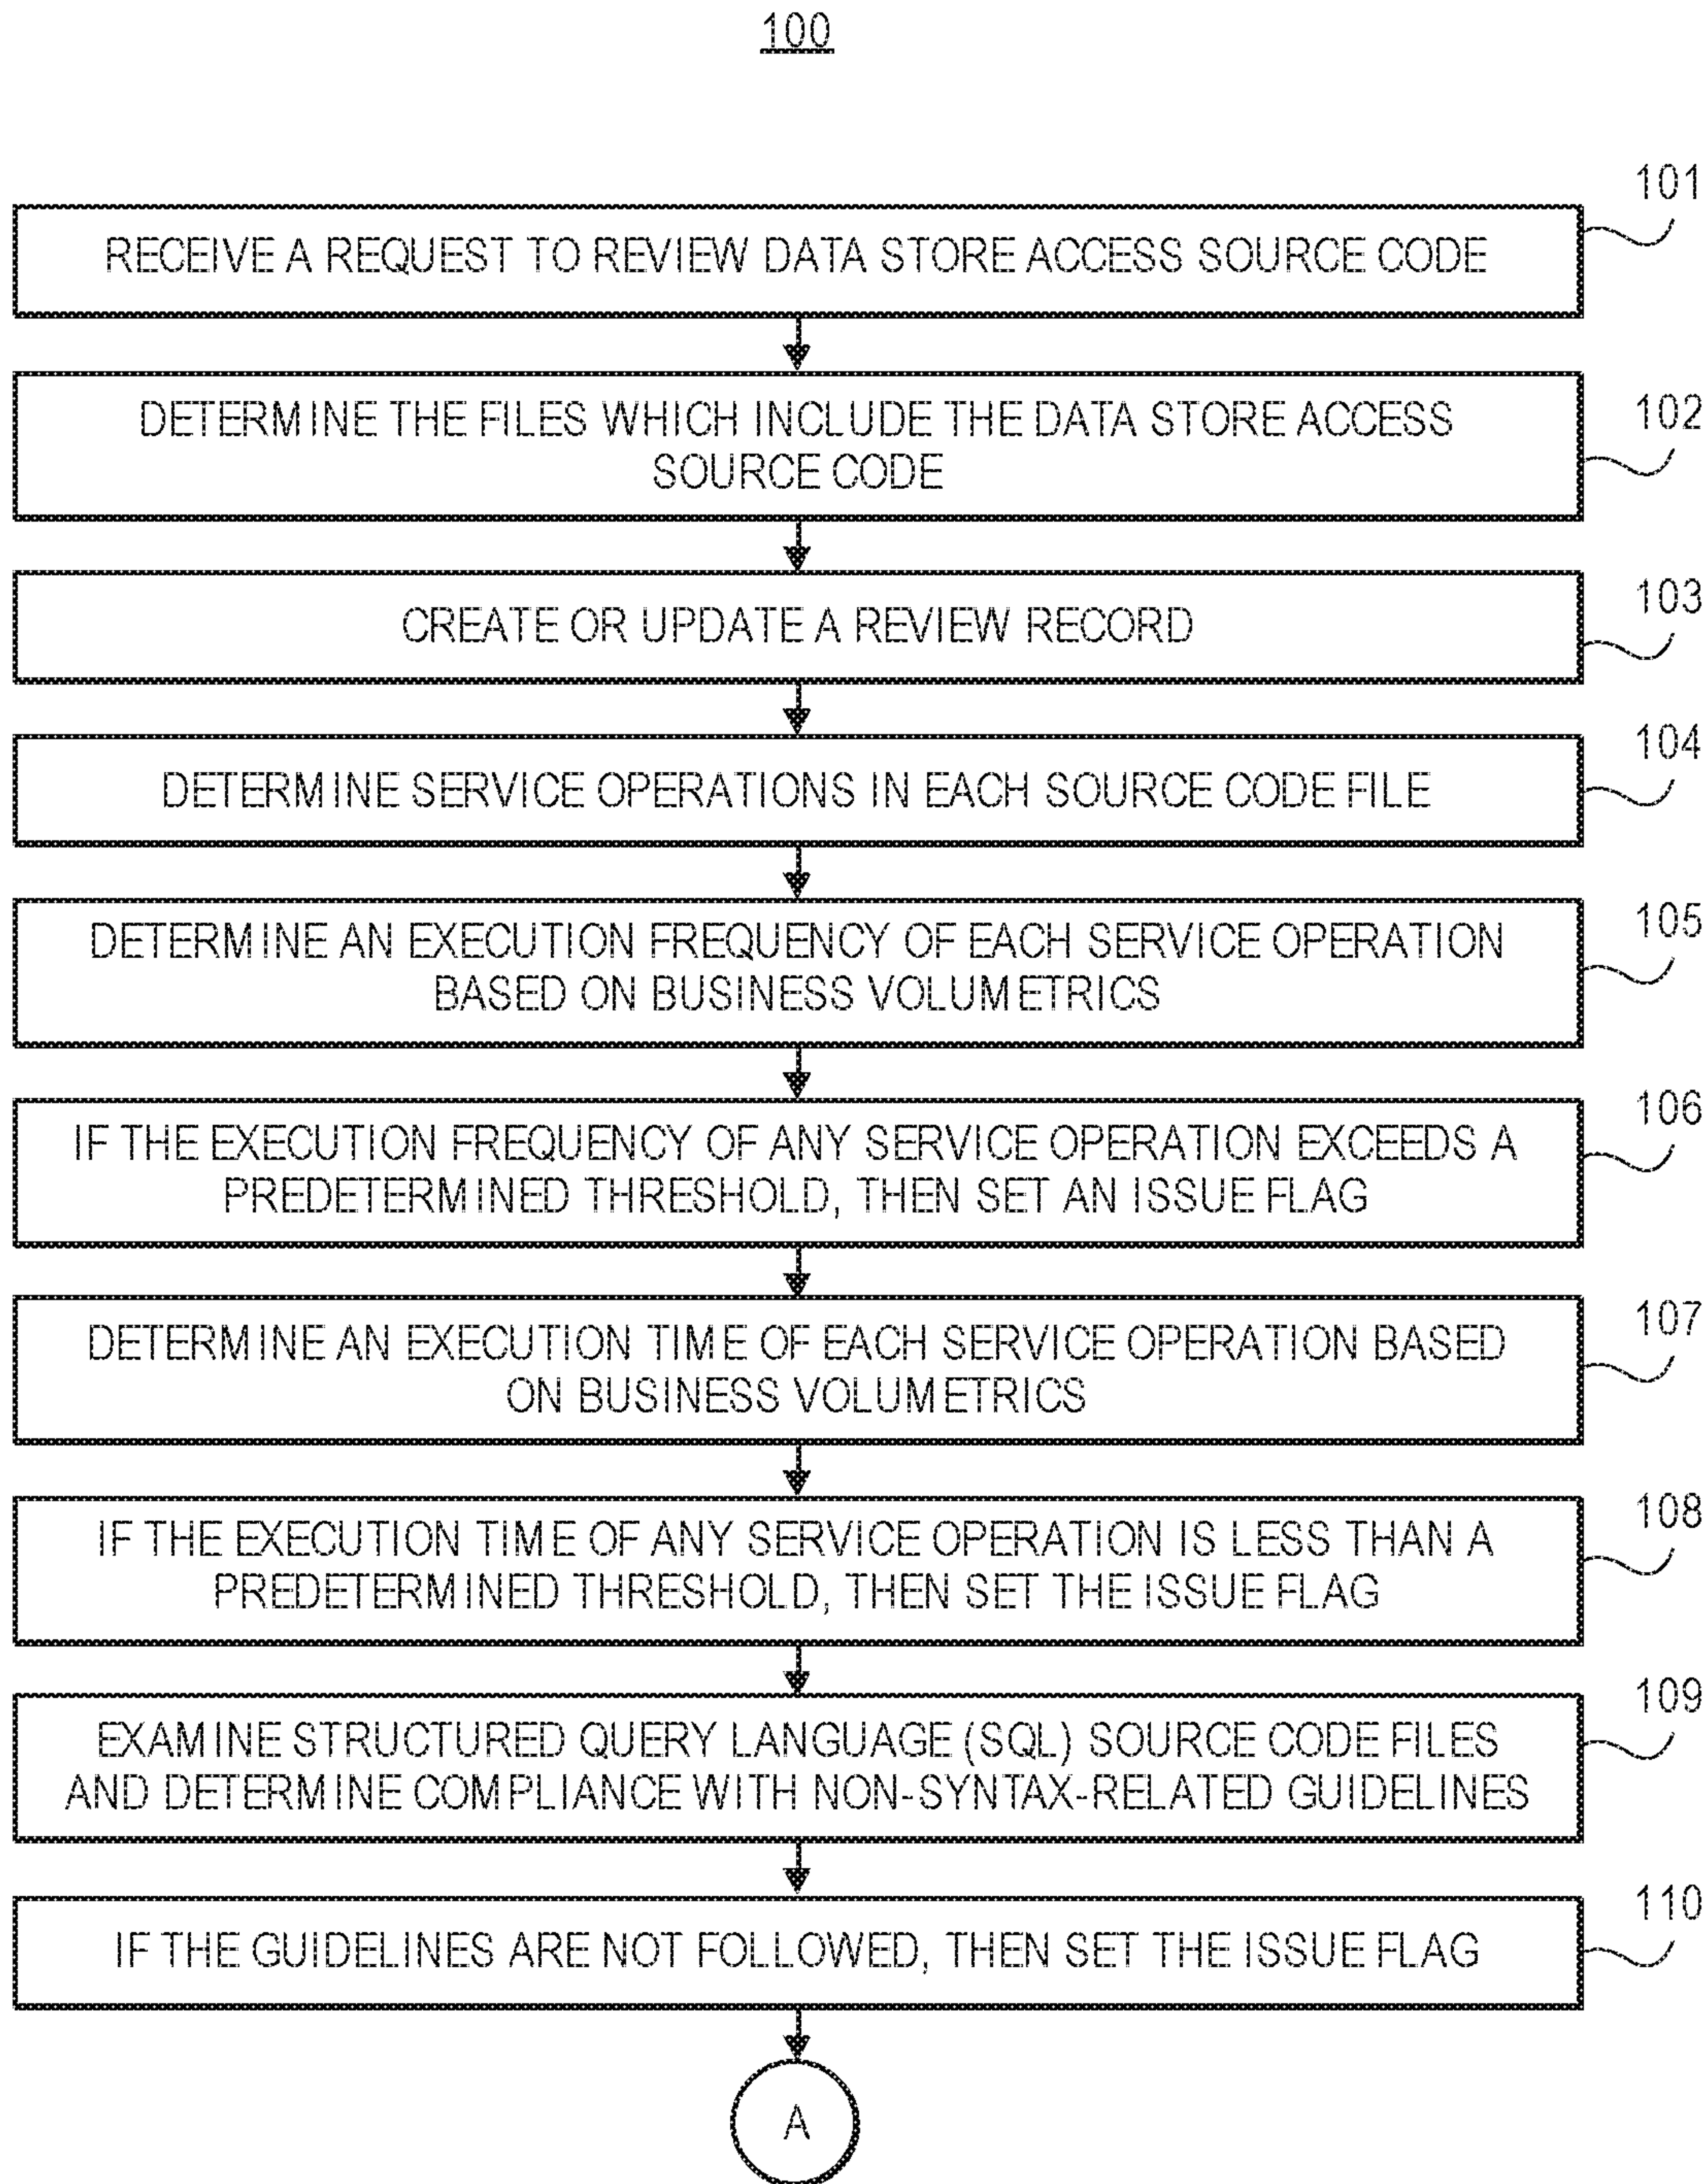 100
101
RECEIVE A REQUEST TO REVIEW DATA STORE ACCESS SOURCE CODE
102
DETERMINE THE FILES WHICH INCLUDE THE DATA STORE ACCESS
SOURCE CODE
103
CREATE OR UPDATE A REVIEW RECORD
104
DETERMINE SERVICE OPERATIONS IN EACH SOURCE CODE FILE
105
DETERMINE AN EXECUTION FREQUENCY OF EACH SERVICE OPERATION
BASED ON BUSINESS VOLUMETRICS
106
IF THE EXECUTION FREQUENCY OF ANY SERVICE OPERATION EXCEEDS A
PREDETERMINED THRESHOLD, THEN SET AN ISSUE FLAG
107
DETERMINE AN EXECUTION TIME OF EACH SERVICE OPERATION BASED
ON BUSINESS VOLUMETRICS
108
IF THE EXECUTION TIME OF ANY SERVICE OPERATION IS LESS THAN A
PREDETERMINED THRESHOLD, THEN SET THE ISSUE FLAG
109
EXAMINE STRUCTURED QUERY LANGUAGE (SQL) SOURCE CODE FILES
AND DETERMINE COMPLIANCE WITH NON-SYNTAX-RELATED GUIDELINES
110
IF THE GUIDELINES ARE NOT FOLLOWED, THEN SET THE ISSUE FLAG
A